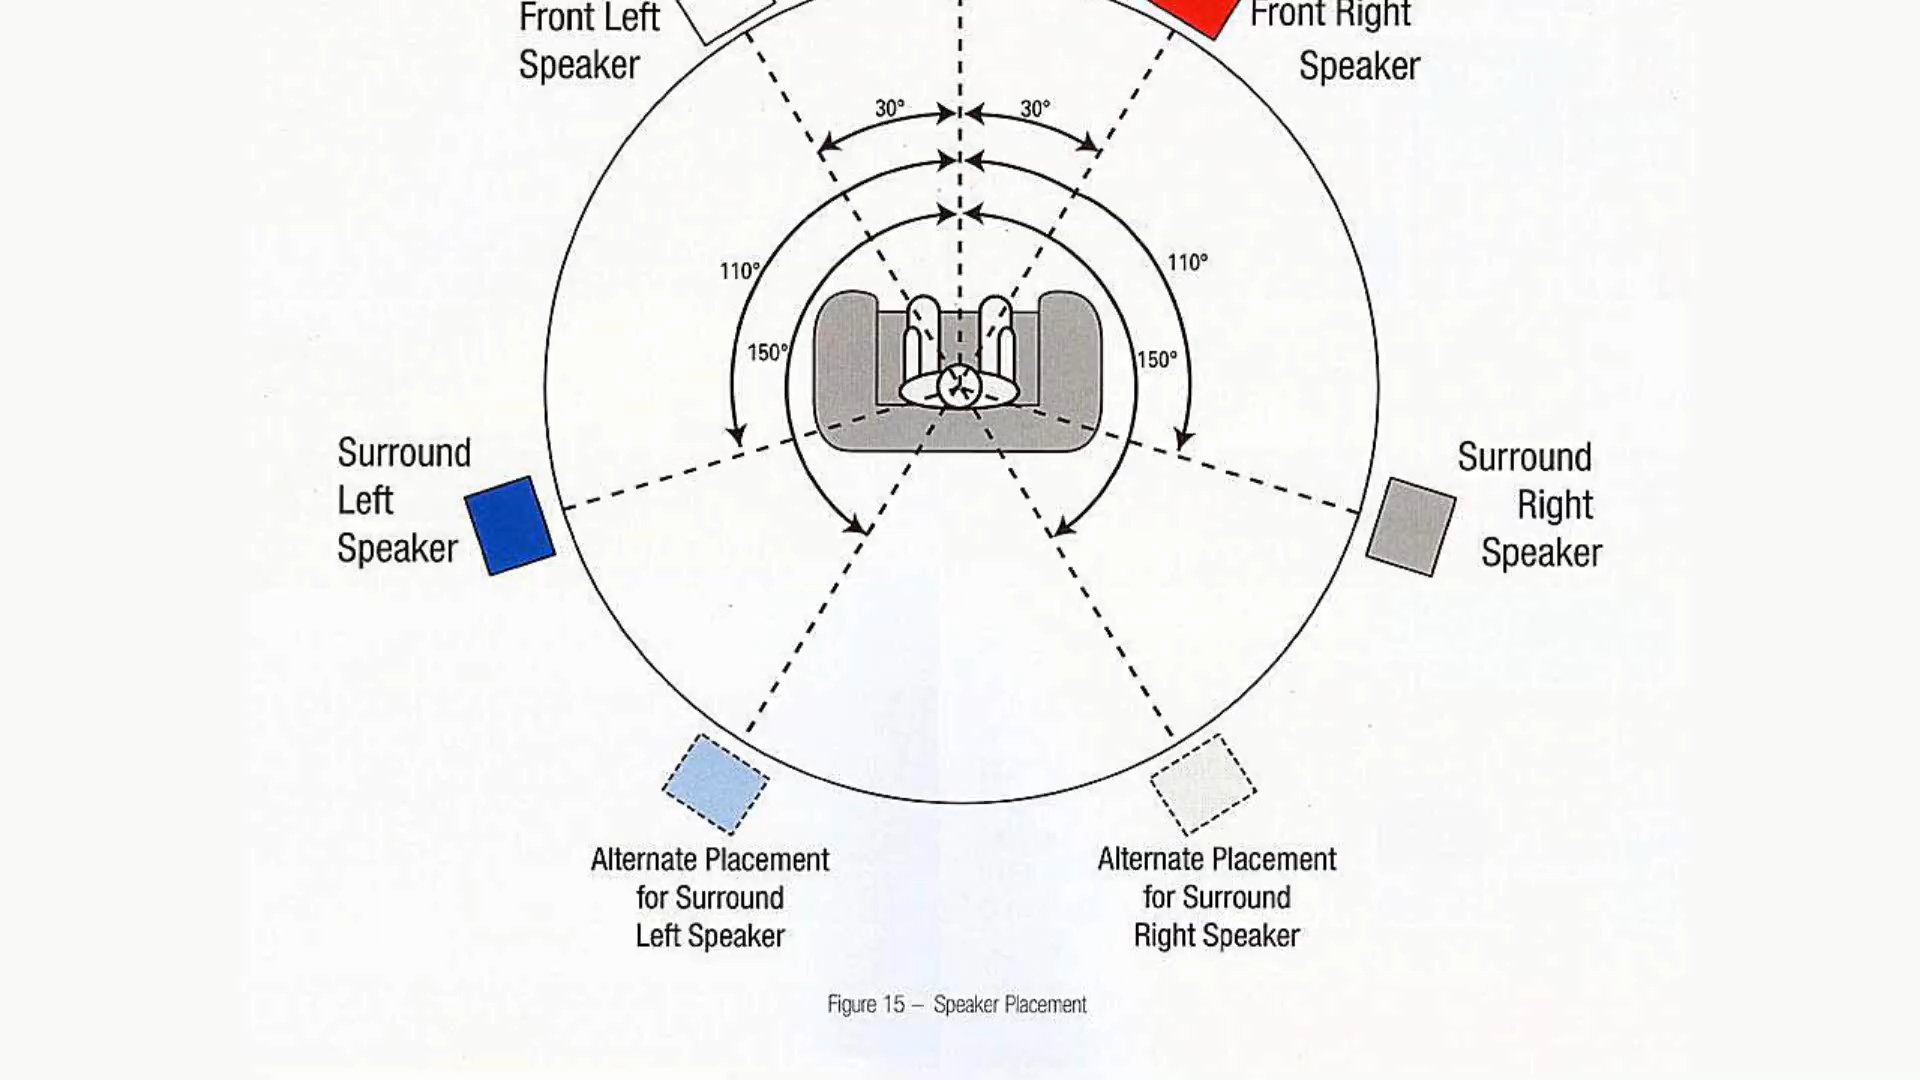 Front Left
Speaker
Front Right
Speaker
30°
30°
110°
110°
150°
150°
Surround
Left
Speaker
Surround
Right
Speaker
Alternate Placement
for Surround
Left Speaker
Alternate Placement
for Surround
Right Speaker
Figure 15 – Speaker Placement